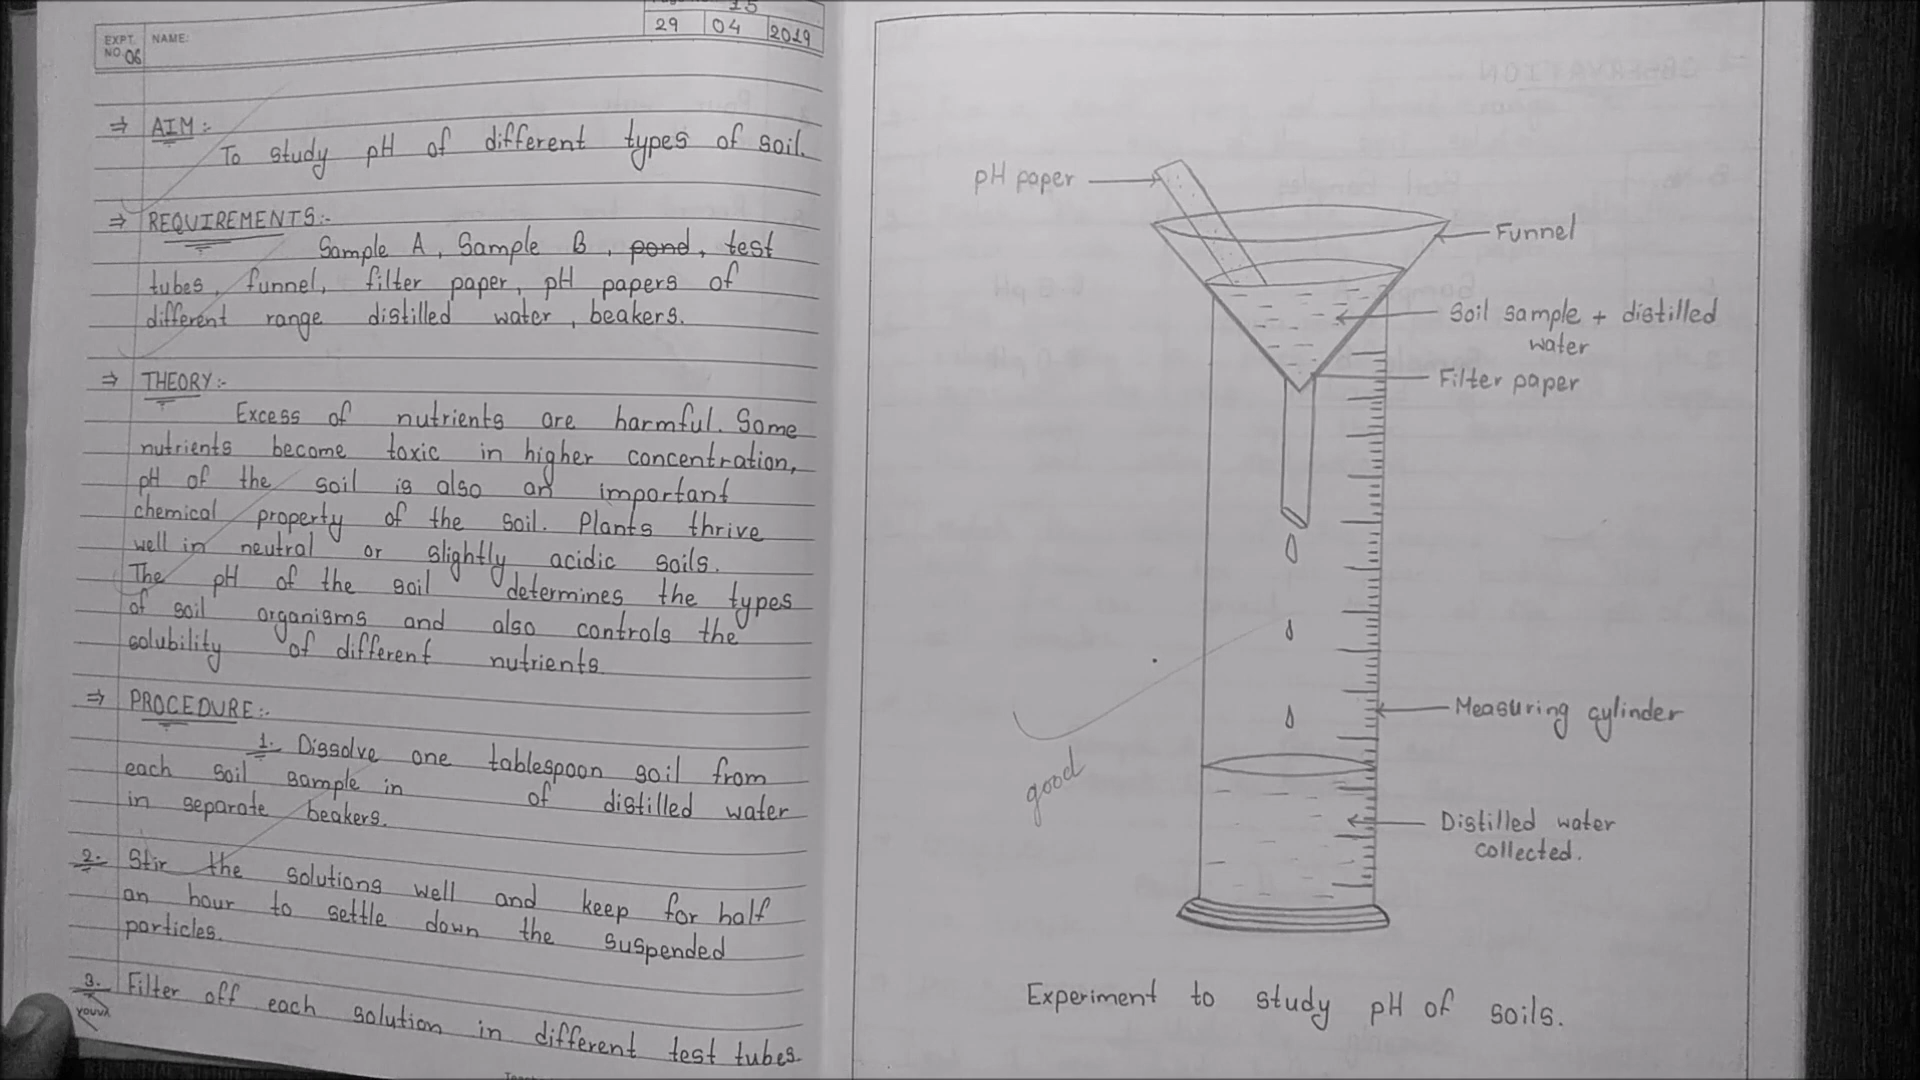 15
29 04 2019
EXPT. NO. 06 NAME:
⇒ AIM :-
To study pH of different types of soil.
⇒ REQUIREMENTS:-
Sample A, Sample B, pond, test
tubes, funnel, filter paper, pH papers of
different range distilled water, beakers.
⇒ THEORY:-
Excess of nutrients are harmful. Some
nutrients become toxic in higher concentration,
pH of the soil is also an important
chemical property of the soil. Plants thrive
well in neutral or slightly acidic soils.
The pH of the soil determines the types
of soil organisms and also controls the
solubility of different nutrients.
⇒ PROCEDURE:-
1. Dissolve one tablespoon soil from
each soil sample in of distilled water
in separate beakers.
2. Stir the solutions well and keep for half
an hour to settle down the suspended
particles.
3. Filter off each solution in different test tubes.
YOUVA
pH paper
Funnel
Soil sample + distilled
water
Filter paper
Measuring cylinder
good
Distilled water
collected.
Experiment to study pH of soils.